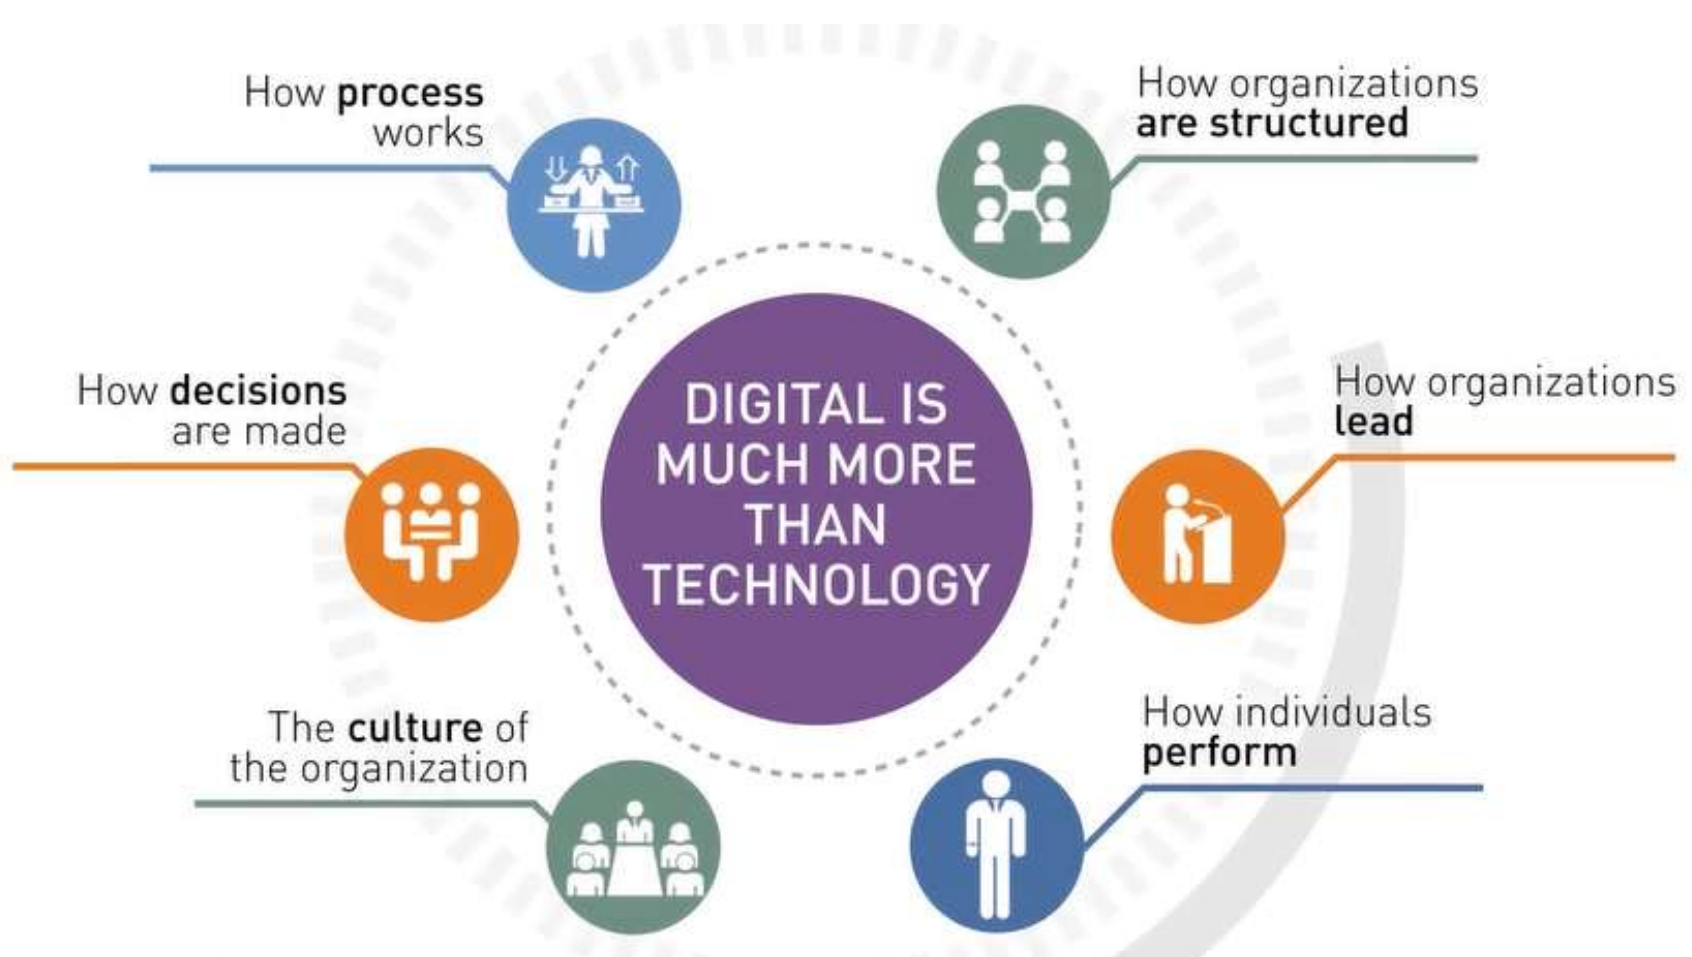 How process
works
How organizations
are structured
How decisions
are made
DIGITAL IS
MUCH MORE
THAN
TECHNOLOGY
How organizations
lead
The culture of
the organization
How individuals
perform